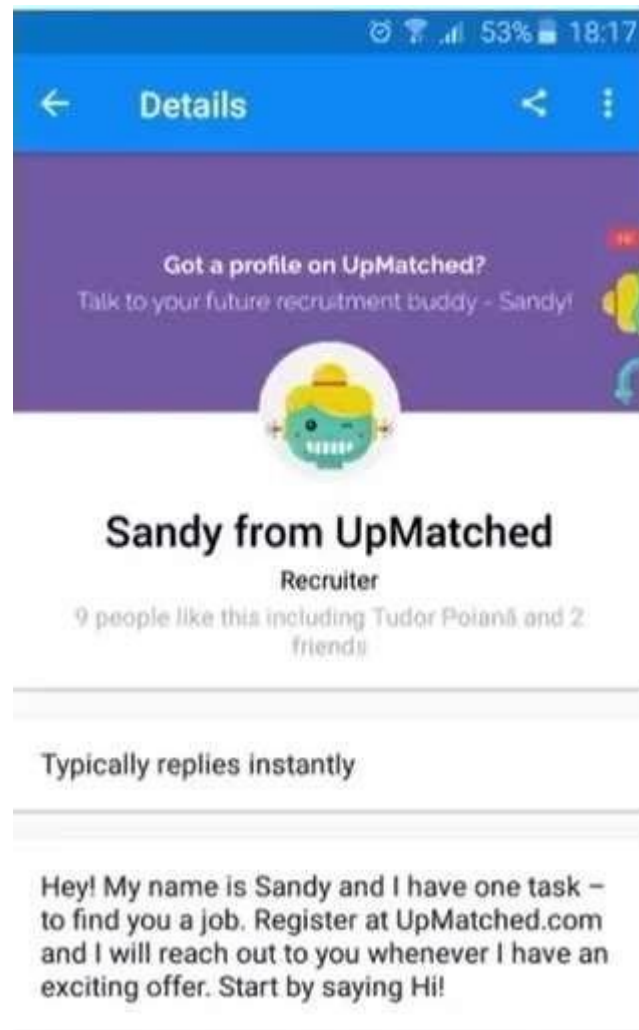 53% 18:17
Details
Got a profile on UpMatched?
Talk to your future recruitment buddy - Sandy!
Sandy from UpMatched
Recruiter
9 people like this including Tudor Poiană and 2
friends
Typically replies instantly
Hey! My name is Sandy and I have one task –
to find you a job. Register at UpMatched.com
and I will reach out to you whenever I have an
exciting offer. Start by saying Hi!